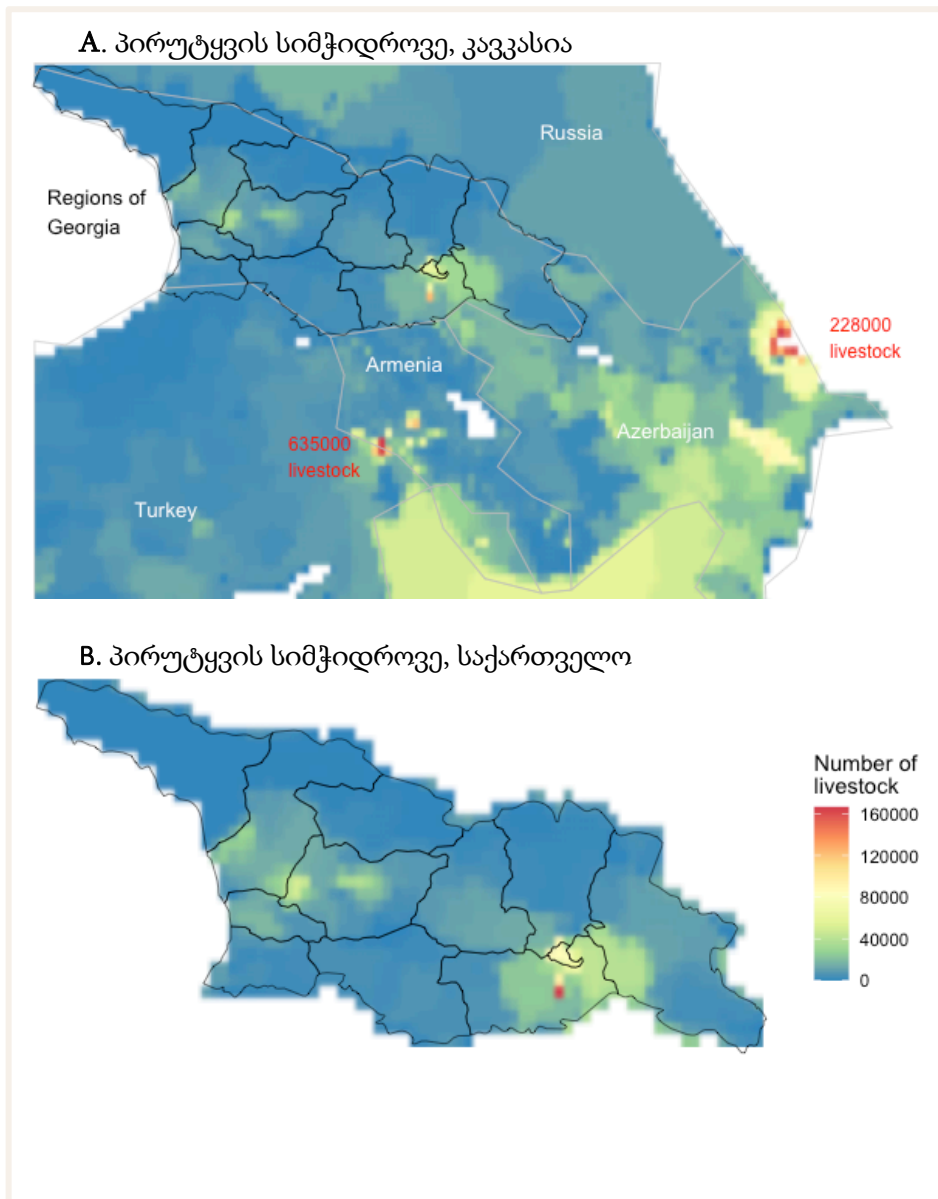 A. პირუტყვის სიმჭიდროვე, კავკასია
Russia
Regions of
Georgia
228000
livestock
Armenia
Azerbaijan
635000
livestock
Turkey
B. პირუტყვის სიმჭიდროვე, საქართველო
Number of
livestock
160000
120000
80000
40000
0